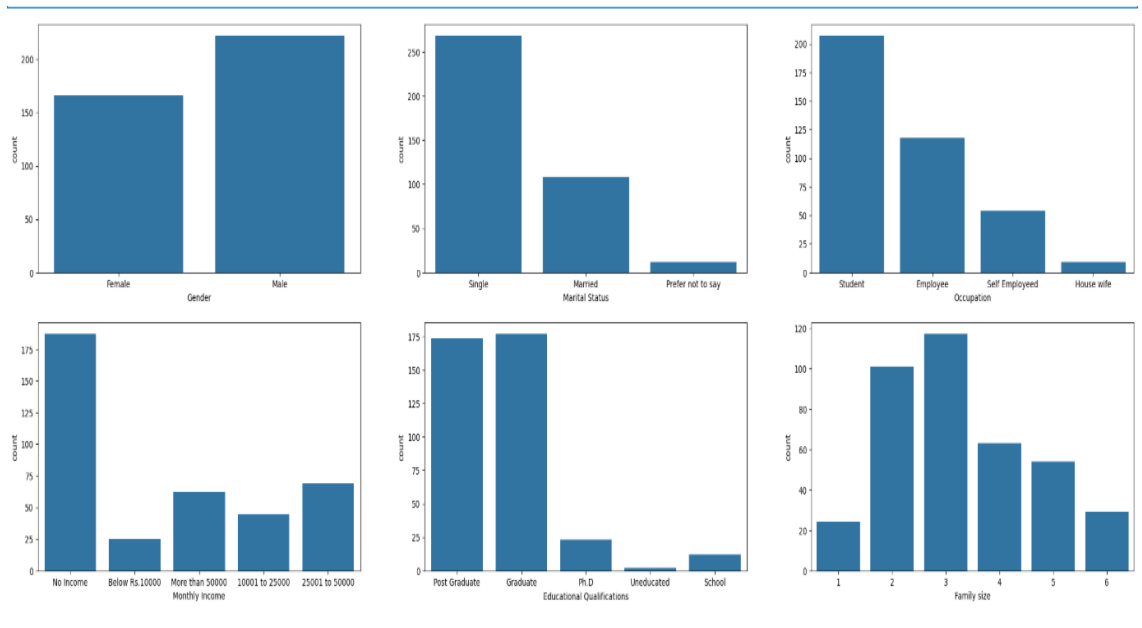 200
150
100
50
0
count
Female Male
Gender
250
200
150
100
50
0
count
Single Married Prefer not to say
Marital Status
200
175
150
125
100
75
50
25
0
count
Student Employee Self Employeed House wife
Occupation
175
150
125
100
75
50
25
0
count
No Income Below Rs.10000 More than 50000 10001 to 25000 25001 to 50000
Monthly Income
175
150
125
100
75
50
25
0
count
Post Graduate Graduate Ph.D Uneducated School
Educational Qualifications
120
100
80
60
40
20
0
count
1 2 3 4 5 6
Family size